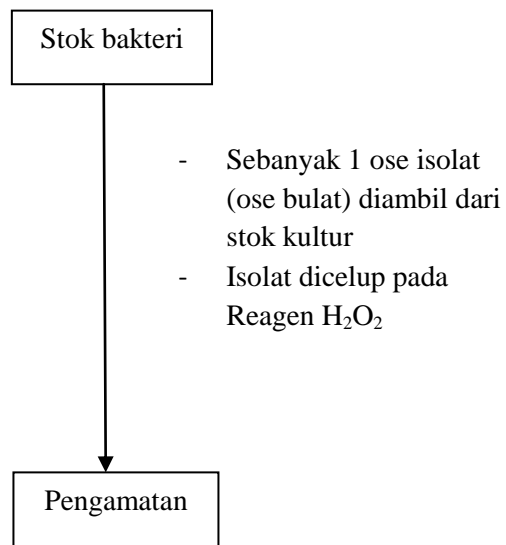 Stok bakteri
- Sebanyak 1 ose isolat
(ose bulat) diambil dari
stok kultur
- Isolat dicelup pada
Reagen H₂O₂
Pengamatan